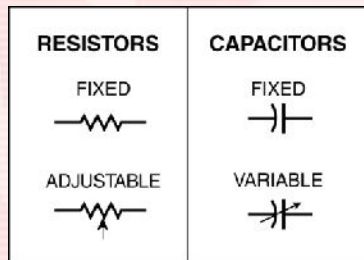 RESISTORS
FIXED
ADJUSTABLE
CAPACITORS
FIXED
VARIABLE